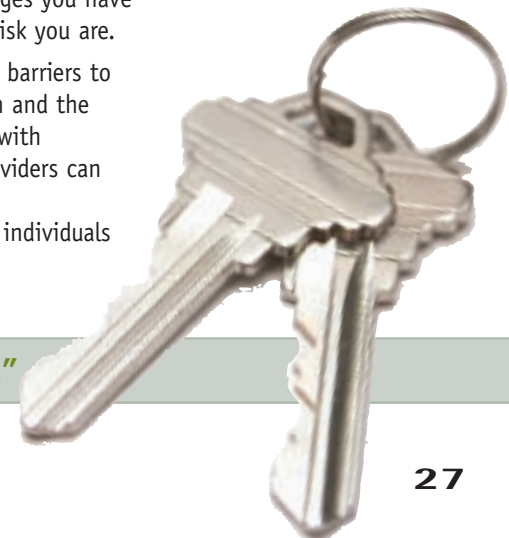 ges you have
isk you are.
barriers to
n and the
with
viders can
individuals
"
27